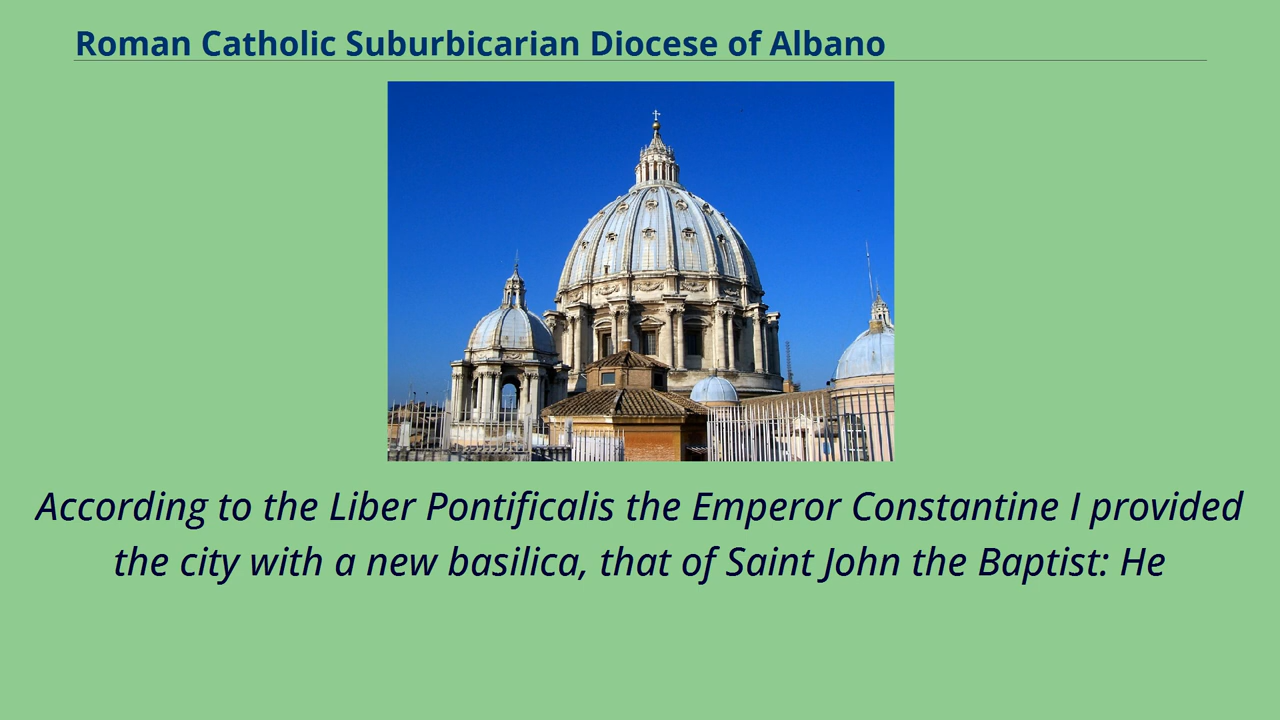 Roman Catholic Suburbicarian Diocese of Albano
According to the Liber Pontificalis the Emperor Constantine I provided
the city with a new basilica, that of Saint John the Baptist: He